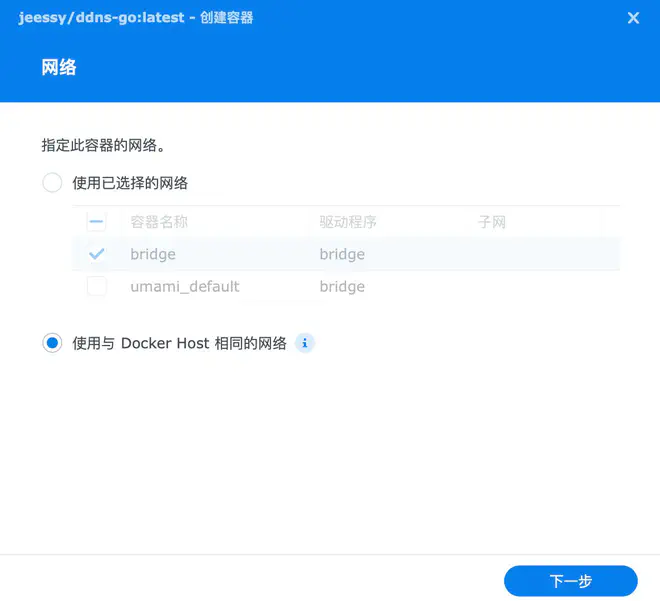 jeessy/ddns-go:latest - 创建容器
网络
指定此容器的网络。
使用已选择的网络
容器名称 驱动程序 子网
bridge bridge
umami_default bridge
使用与 Docker Host 相同的网络
下一步